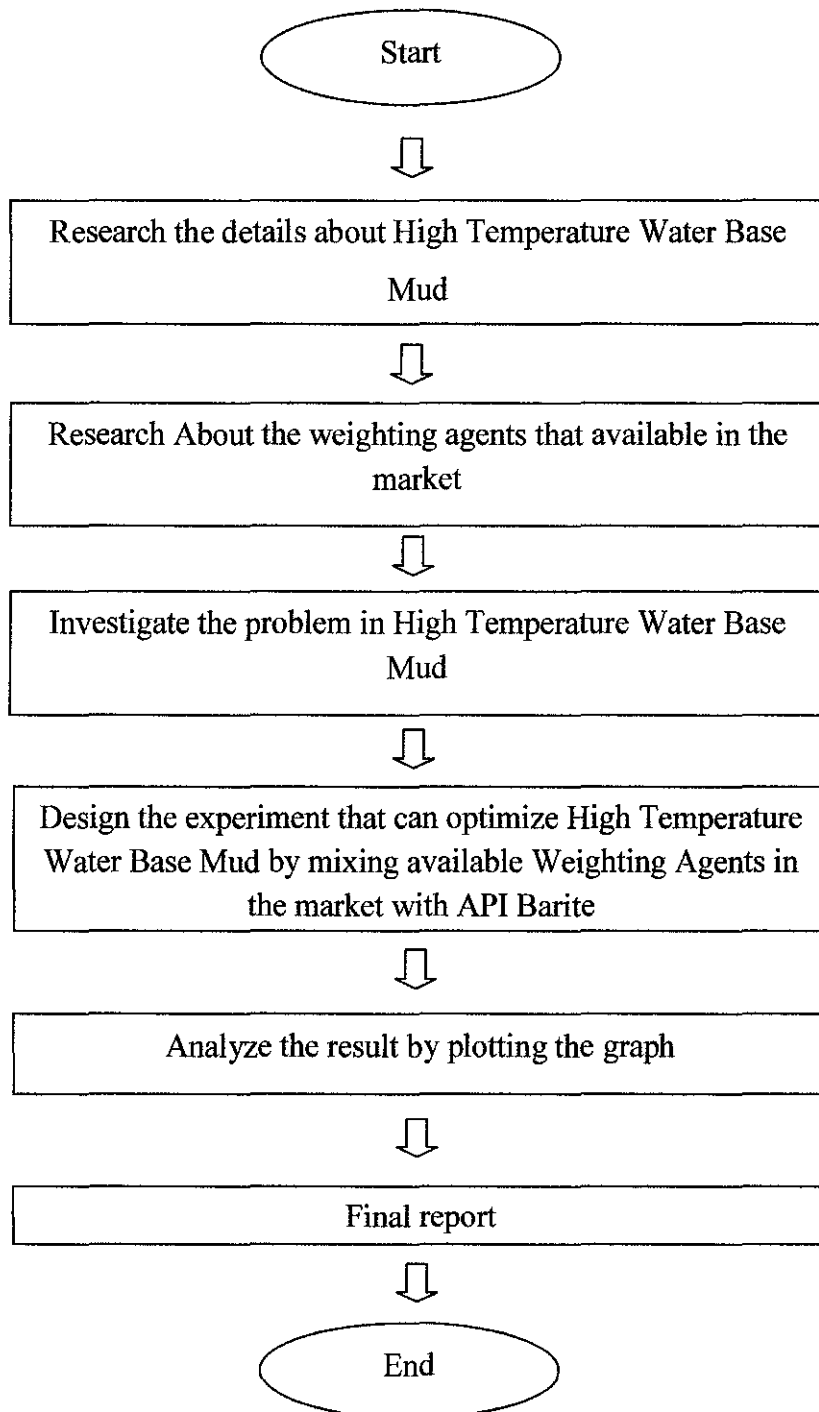 Start
Research the details about High Temperature Water Base
Mud
Research About the weighting agents that available in the
market
Investigate the problem in High Temperature Water Base
Mud
Design the experiment that can optimize High Temperature
Water Base Mud by mixing available Weighting Agents in
the market with API Barite
Analyze the result by plotting the graph
Final report
End